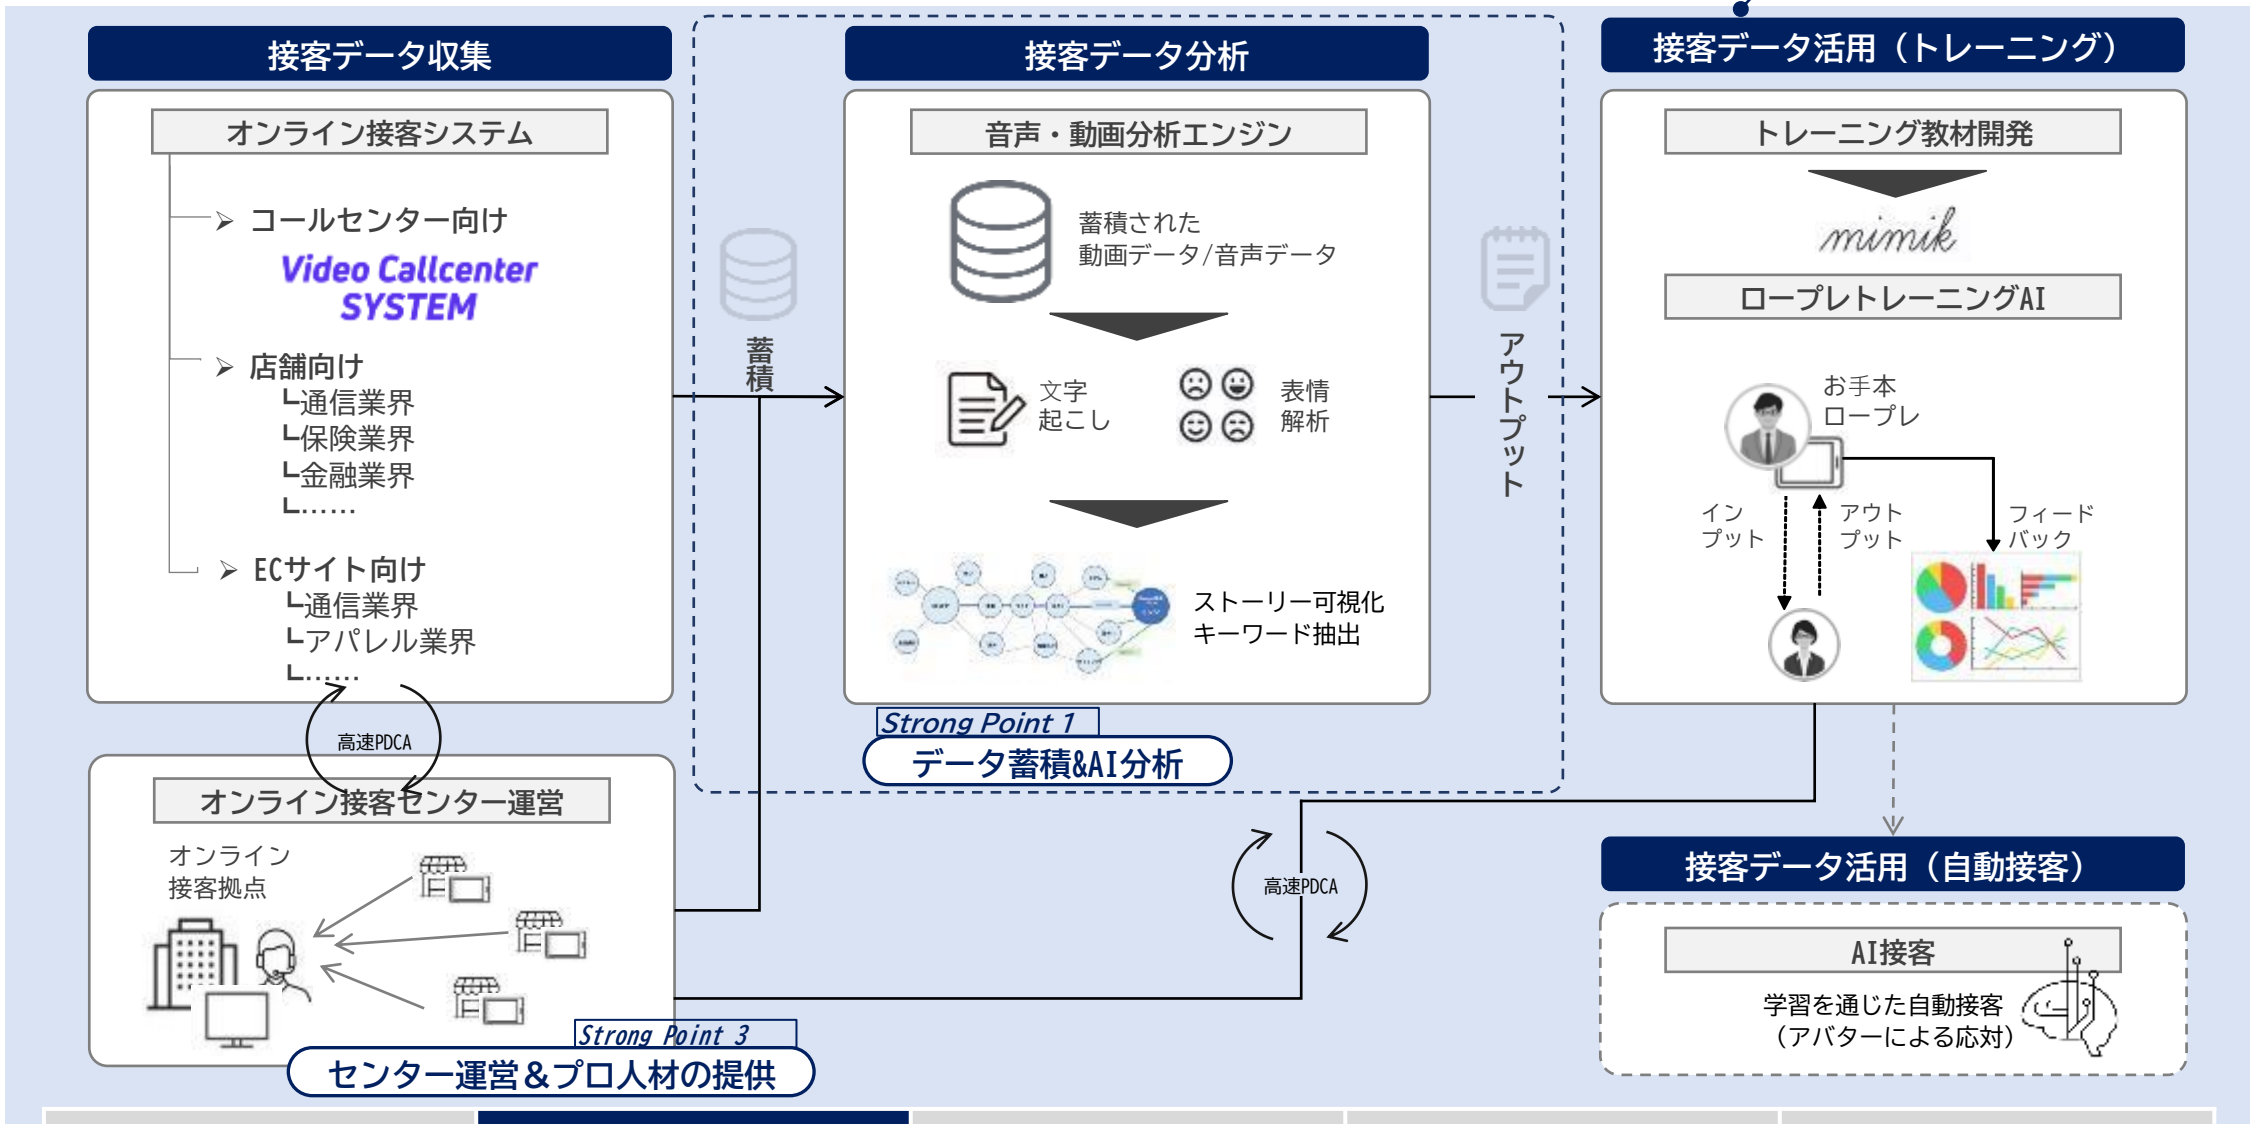 接客データ収集
オンライン接客システム
コールセンター向け
Video Callcenter
SYSTEM
店舗向け
┗通信業界
┗保険業界
┗金融業界
┗……
ECサイト向け
┗通信業界
┗アパレル業界
┗……
高速PDCA
オンライン接客センター運営
オンライン
接客拠点
Strong Point 3
センター運営＆プロ人材の提供
蓄積
接客データ分析
音声・動画分析エンジン
蓄積された
動画データ/音声データ
文字
起こし
表情
解析
ストーリー可視化
キーワード抽出
Strong Point 1
データ蓄積&AI分析
アウトプット
高速PDCA
接客データ活用（トレーニング）
トレーニング教材開発
mimik
ロープレトレーニングAI
お手本
ロープレ
イン
プット
アウト
プット
フィード
バック
接客データ活用（自動接客）
AI接客
学習を通じた自動接客
（アバターによる応対）